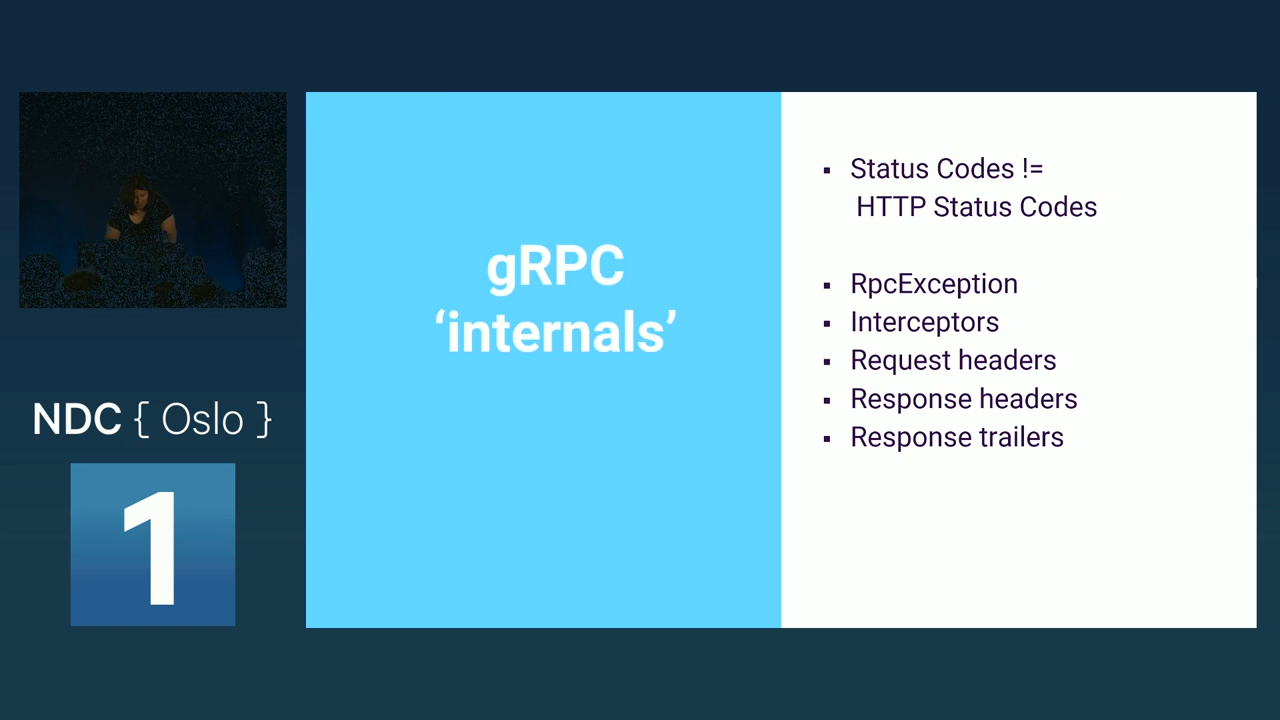 NDC { Oslo }
1
gRPC
‘internals’
▪ Status Codes !=
HTTP Status Codes
▪ RpcException
▪ Interceptors
▪ Request headers
▪ Response headers
▪ Response trailers